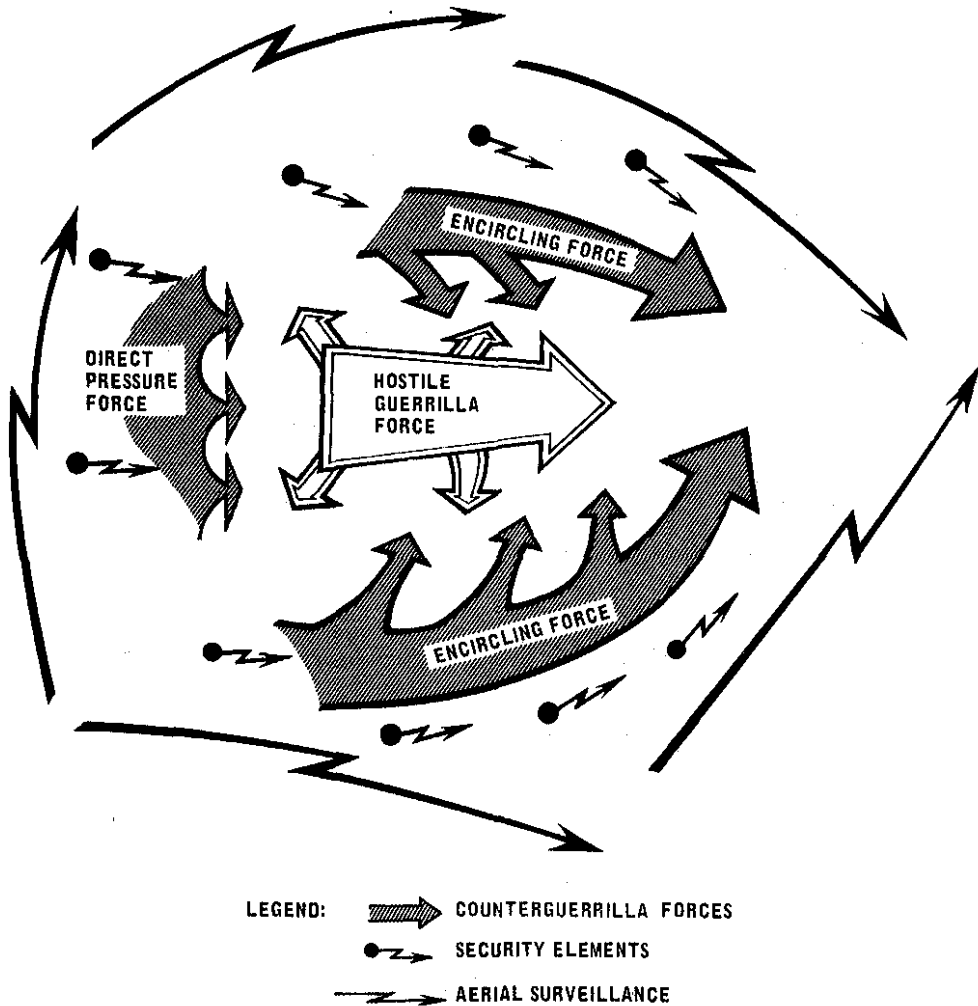 ENCIRCLING FORCE
DIRECT
PRESSURE
FORCE
HOSTILE
GUERRILLA
FORCE
ENCIRCLING FORCE
LEGEND:
COUNTERGUERRILLA FORCES
SECURITY ELEMENTS
AERIAL SURVEILLANCE